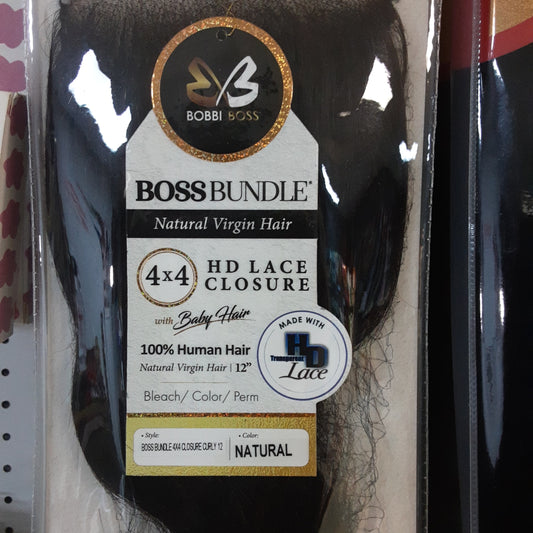 BOBBI BOSS
BOSS BUNDLE®
Natural Virgin Hair
4x4
HD LACE
CLOSURE
with Baby Hair
100% Human Hair
Natural Virgin Hair | 12"
Bleach/ Color/ Perm
MADE WITH
HD
Transparent
Lace
• Style:
BOSS BUNDLE 4X4 CLOSURE CURLY 12
• Color:
NATURAL